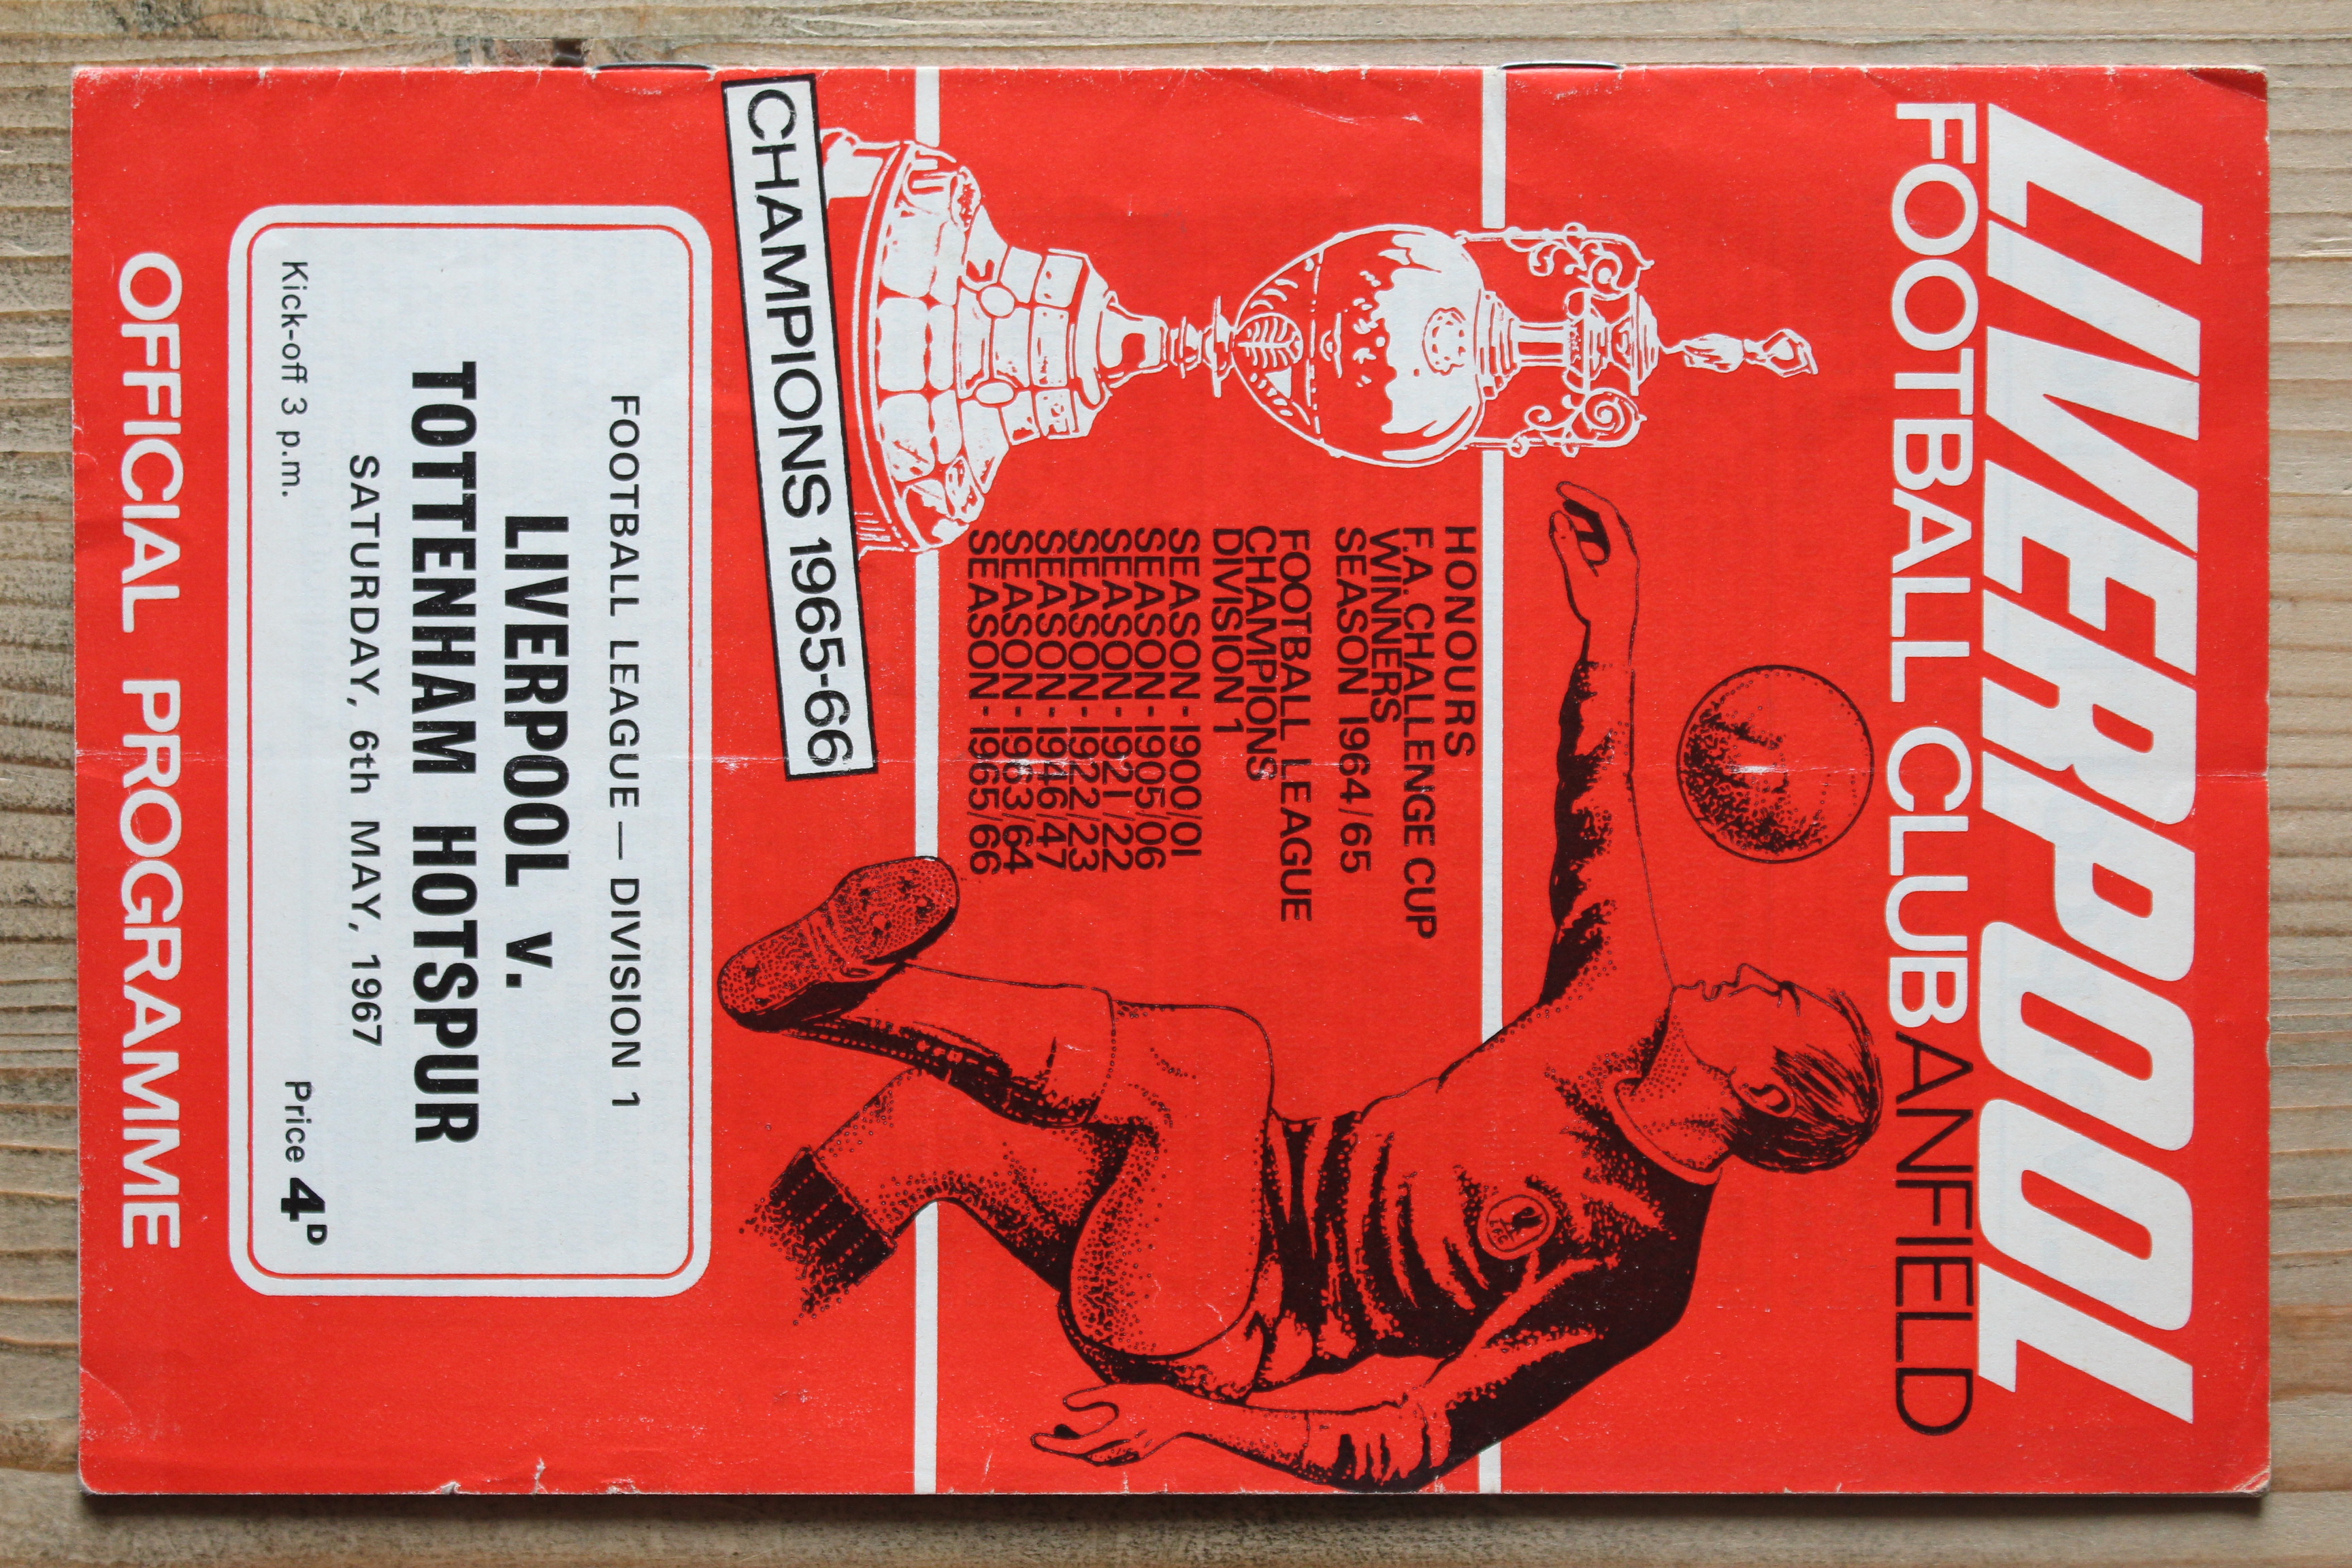 LIVERPOOL
FOOTBALL CLUB ANFIELD
HONOURS
F.A. CHALLENGE CUP
WINNERS
SEASON 1964/65
FOOTBALL LEAGUE
CHAMPIONS
DIVISION 1
SEASON - 1900/01
SEASON - 1905/06
SEASON - 1921/22
SEASON - 1922/23
SEASON - 1946/47
SEASON - 1963/64
SEASON - 1965/66
CHAMPIONS 1965-66
FOOTBALL LEAGUE — DIVISION 1
LIVERPOOL v.
TOTTENHAM HOTSPUR
SATURDAY, 6th MAY, 1967
Kick-off 3 p.m. Price 4D
OFFICIAL PROGRAMME